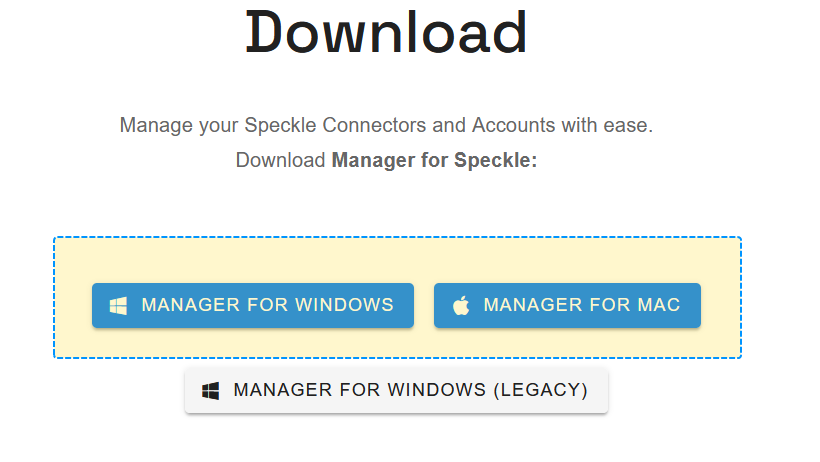 Download
Manage your Speckle Connectors and Accounts with ease.
Download Manager for Speckle:
MANAGER FOR WINDOWS
MANAGER FOR MAC
MANAGER FOR WINDOWS (LEGACY)